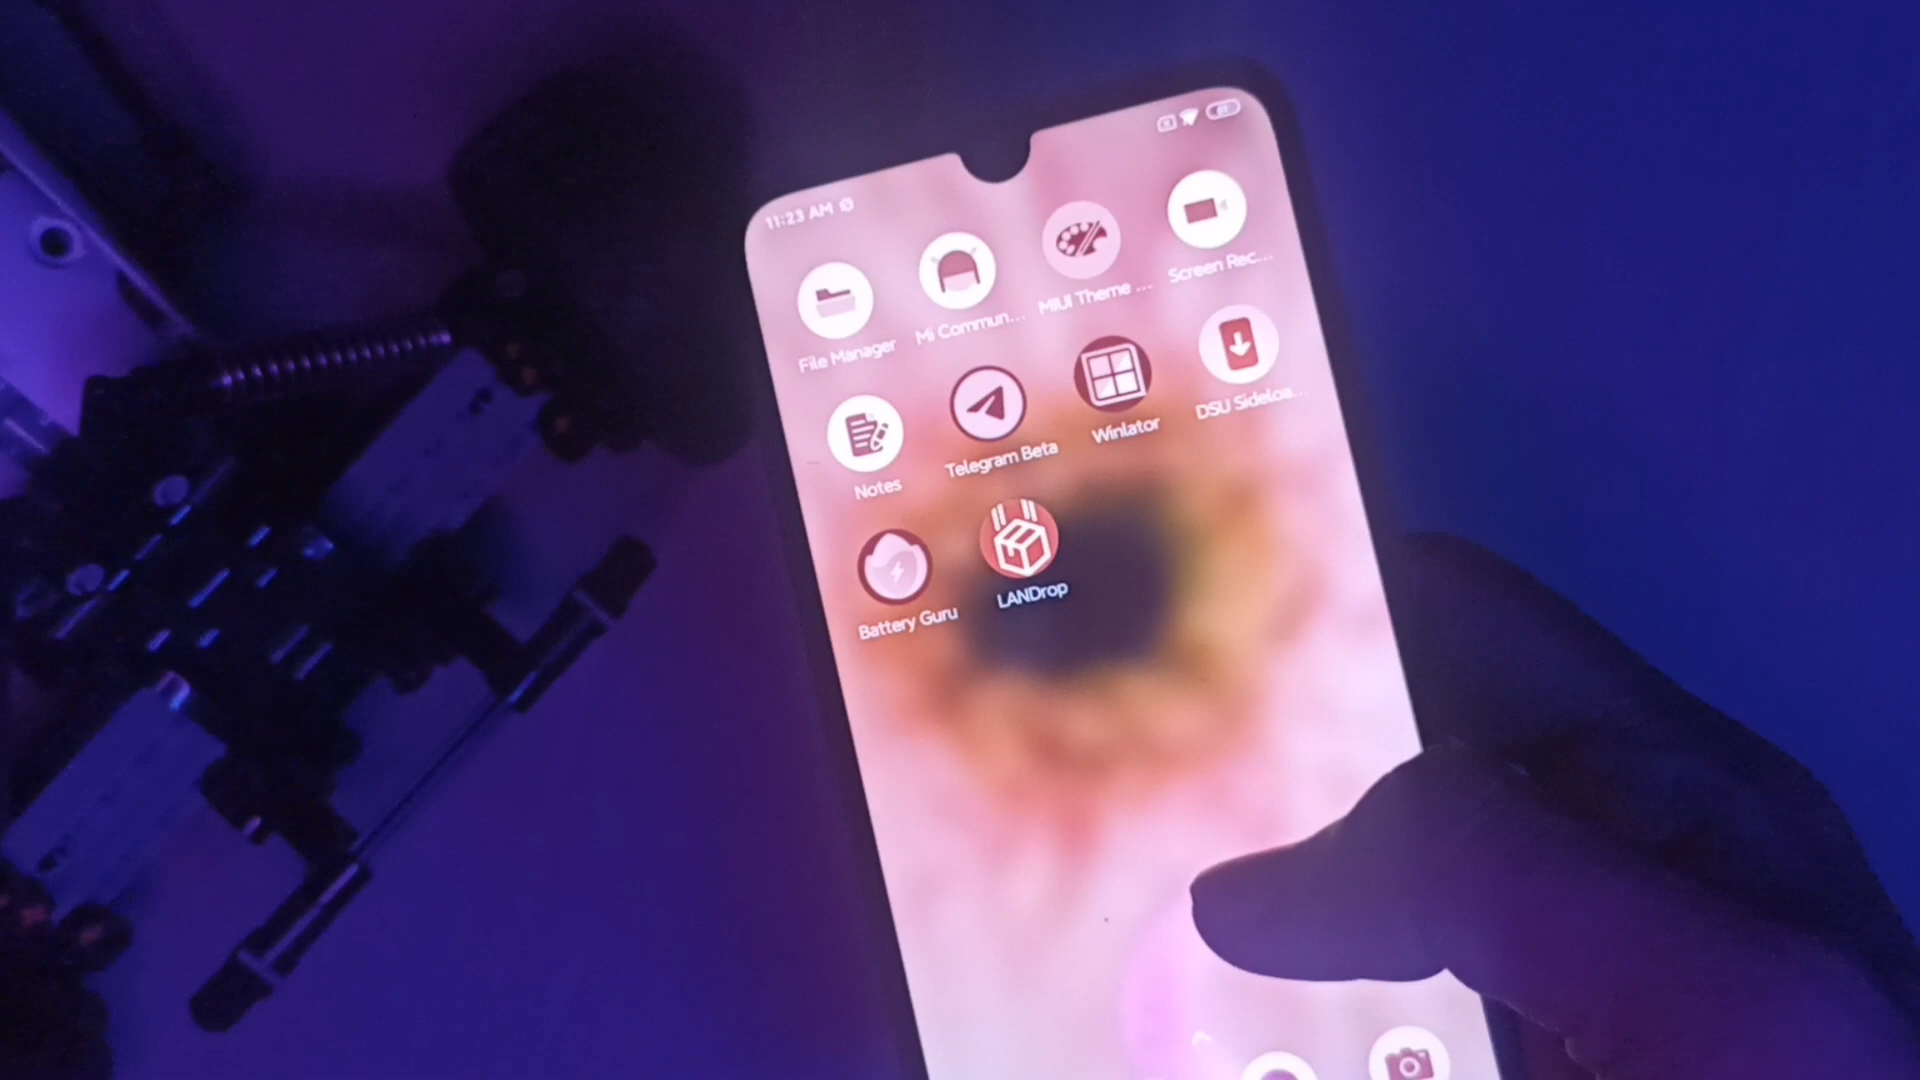 11:23 AM
File Manager
Mi Commun...
MIUI Theme ...
Screen Rec...
Notes
Telegram Beta
Winlator
DSU Sideloa...
Battery Guru
LANDrop